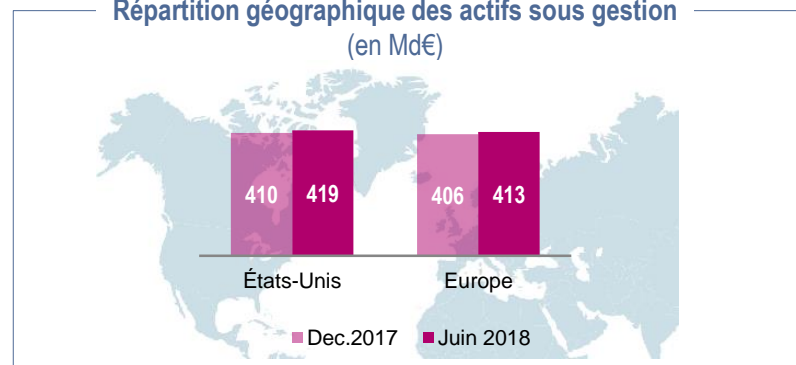 Répartition géographique des actifs sous gestion
(en Md€)
410 419 406 413
États-Unis Europe
Dec.2017 Juin 2018